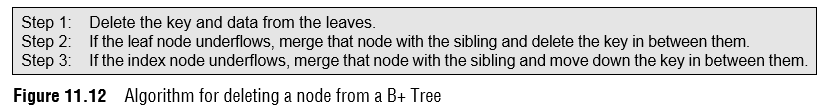 Step 1: Delete the key and data from the leaves.
Step 2: If the leaf node underflows, merge that node with the sibling and delete the key in between them.
Step 3: If the index node underflows, merge that node with the sibling and move down the key in between them.
Figure 11.12 Algorithm for deleting a node from a B+ Tree